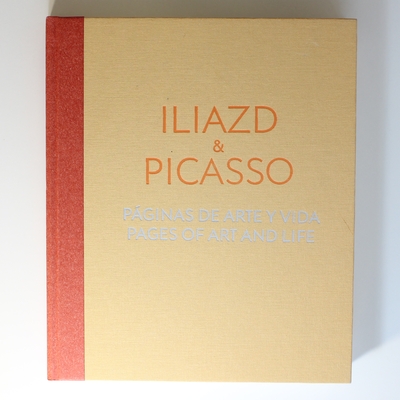 ILIAZD
&
PICASSO
PÁGINAS DE ARTE Y VIDA
PAGES OF ART AND LIFE